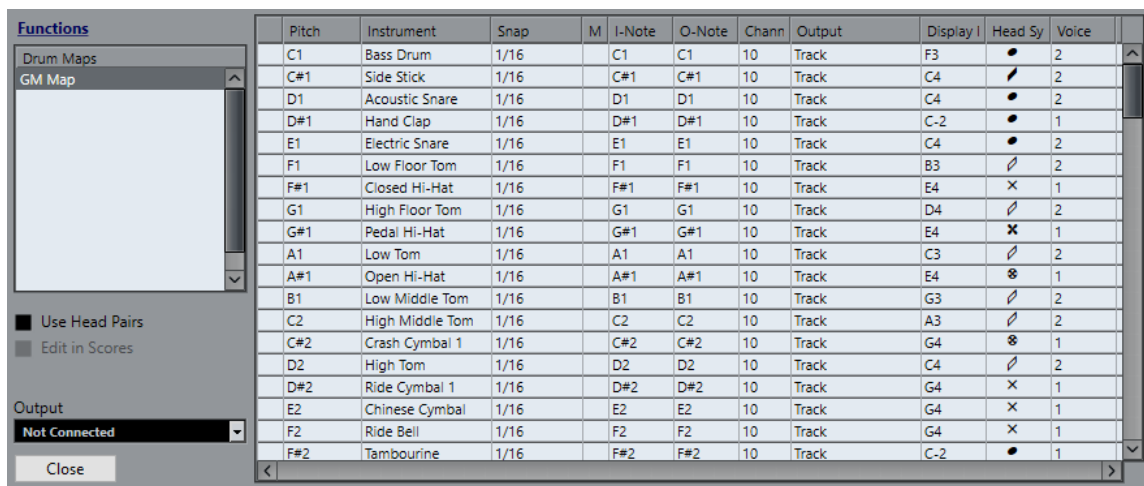 Functions
Drum Maps
GM Map
Use Head Pairs
Edit in Scores
Output
Not Connected
Close
Pitch Instrument Snap M I-Note O-Note Chann Output Display I Head Sy Voice
C1 Bass Drum 1/16 C1 C1 10 Track F3 2
C#1 Side Stick 1/16 C#1 C#1 10 Track C4 2
D1 Acoustic Snare 1/16 D1 D1 10 Track C4 2
D#1 Hand Clap 1/16 D#1 D#1 10 Track C-2 1
E1 Electric Snare 1/16 E1 E1 10 Track C4 2
F1 Low Floor Tom 1/16 F1 F1 10 Track B3 2
F#1 Closed Hi-Hat 1/16 F#1 F#1 10 Track E4 1
G1 High Floor Tom 1/16 G1 G1 10 Track D4 2
G#1 Pedal Hi-Hat 1/16 G#1 G#1 10 Track E4 1
A1 Low Tom 1/16 A1 A1 10 Track C3 2
A#1 Open Hi-Hat 1/16 A#1 A#1 10 Track E4 1
B1 Low Middle Tom 1/16 B1 B1 10 Track G3 2
C2 High Middle Tom 1/16 C2 C2 10 Track A3 2
C#2 Crash Cymbal 1 1/16 C#2 C#2 10 Track G4 1
D2 High Tom 1/16 D2 D2 10 Track C4 2
D#2 Ride Cymbal 1 1/16 D#2 D#2 10 Track G4 1
E2 Chinese Cymbal 1/16 E2 E2 10 Track G4 1
F2 Ride Bell 1/16 F2 F2 10 Track G4 1
F#2 Tambourine 1/16 F#2 F#2 10 Track C-2 1